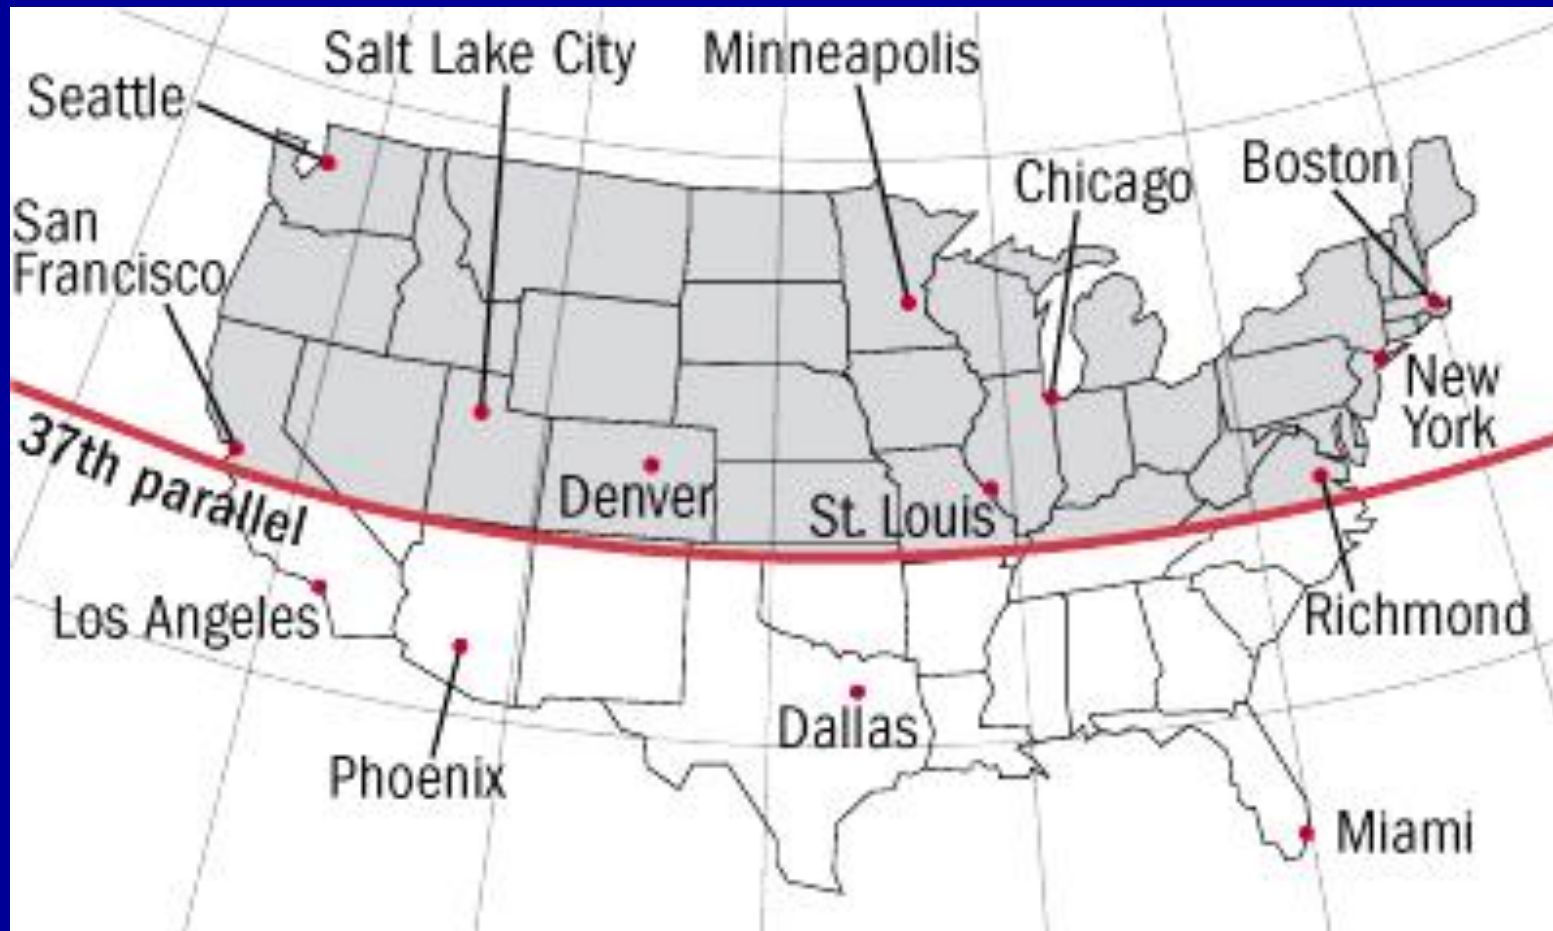 Salt Lake City
Minneapolis
Seattle
Chicago
Boston
San
Francisco
New
York
37th parallel
Denver
St. Louis
Los Angeles
Richmond
Dallas
Phoenix
Miami